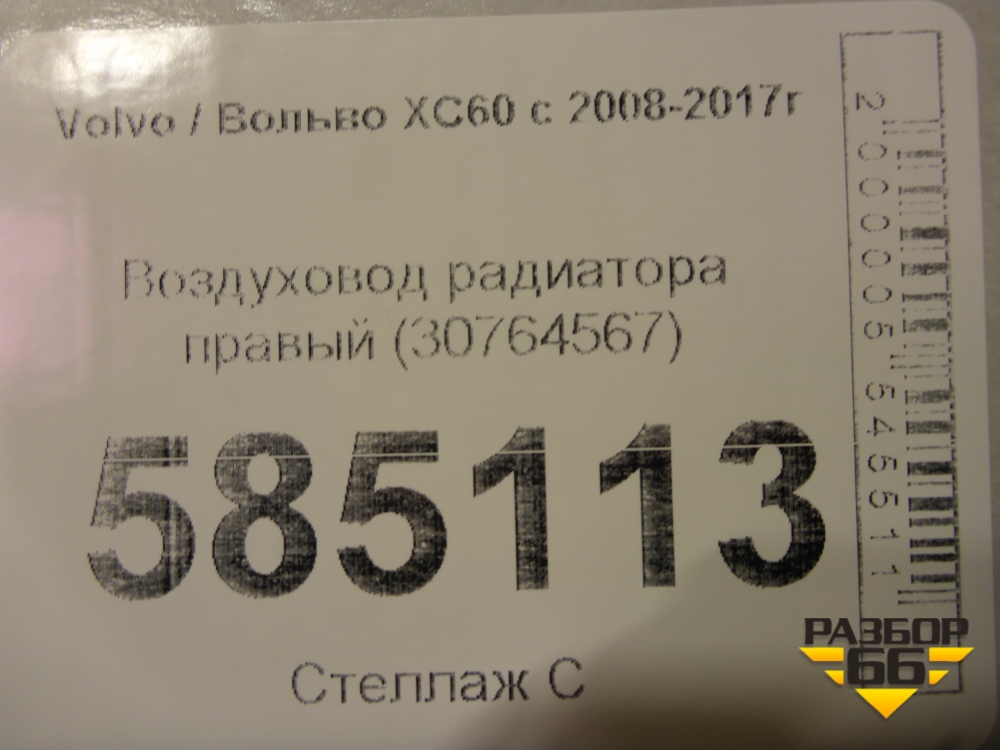 Volvo / Вольво XC60 с 2008-2017г
Воздуховод радиатора
правый (30764567)
585113
Стеллаж С
2000005545511
РАЗБОР
66